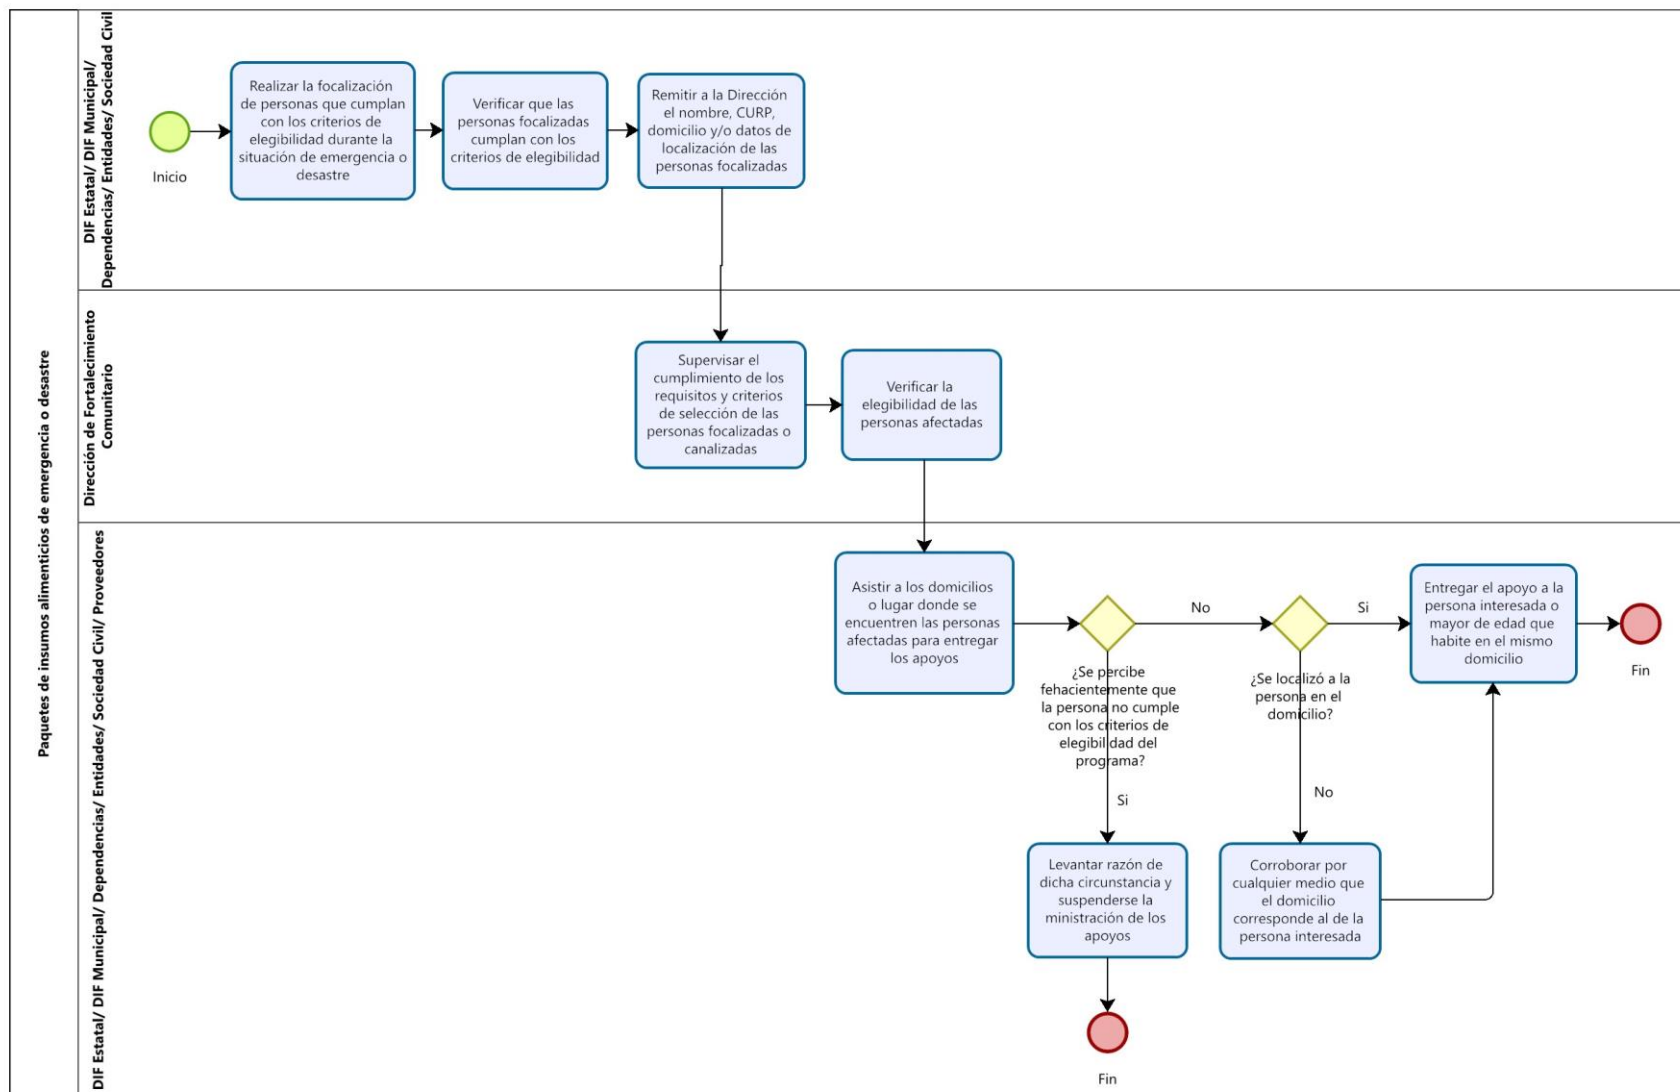 Paquetes de insumos alimenticios de emergencia o desastre
DIF Estatal/ DIF Municipal/
Dependencias/ Entidades/ Sociedad Civil
Inicio
Realizar la focalización
de personas que cumplan
con los criterios de
elegibilidad durante la
situación de emergencia o
desastre
Verificar que las
personas focalizadas
cumplan con los
criterios de elegibilidad
Remitir a la Dirección
el nombre, CURP,
domicilio y/o datos de
localización de las
personas focalizadas
Dirección de Fortalecimiento
Comunitario
Supervisar el
cumplimiento de los
requisitos y criterios
de selección de las
personas focalizadas o
canalizadas
Verificar la
elegibilidad de las
personas afectadas
DIF Estatal/ DIF Municipal/ Dependencias/ Entidades/ Sociedad Civil/ Proveedores
Asistir a los domicilios
o lugar donde se
encuentren las personas
afectadas para entregar
los apoyos
¿Se percibe
fehacientemente que
la persona no cumple
con los criterios de
elegibilidad del
programa?
No
Si
¿Se localizó a la
persona en el
domicilio?
Si
No
Entregar el apoyo a la
persona interesada o
mayor de edad que
habite en el mismo
domicilio
Fin
Levantar razón de
dicha circunstancia y
suspenderse la
ministración de los
apoyos
Corroborar por
cualquier medio que
el domicilio
corresponde al de la
persona interesada
Fin